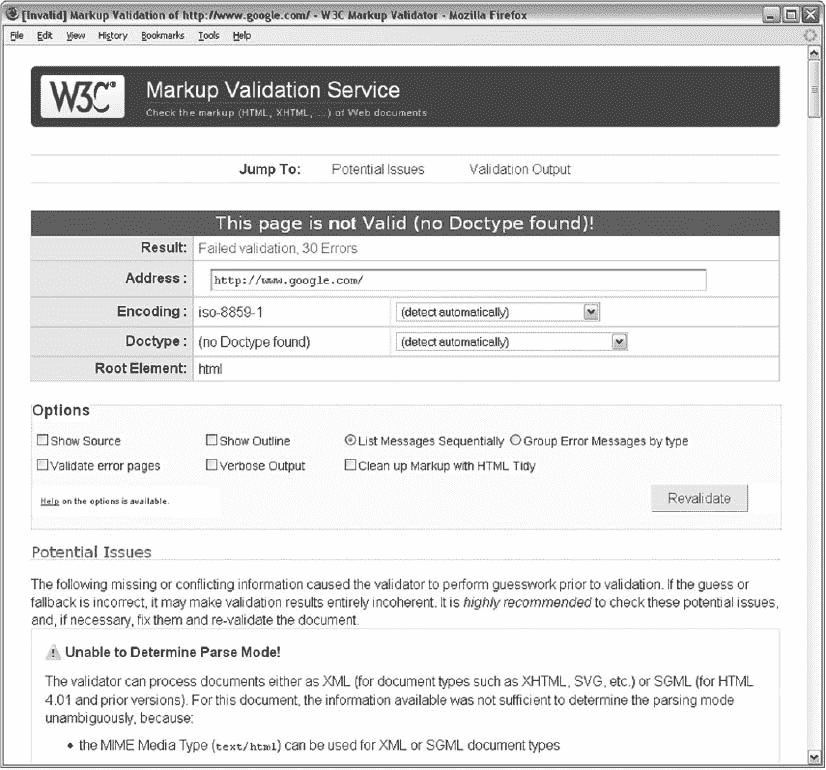 [Invalid] Markup Validation of http://www.google.com/ - W3C Markup Validator - Mozilla Firefox
File Edit View History Bookmarks Tools Help
W3C® Markup Validation Service
Check the markup (HTML, XHTML, ...) of Web documents
Jump To: Potential Issues Validation Output
This page is not Valid (no Doctype found)!
Result: Failed validation, 30 Errors
Address : http://www.google.com/
Encoding : iso-8859-1 (detect automatically)
Doctype : (no Doctype found) (detect automatically)
Root Element: html
Options
Show Source Show Outline List Messages Sequentially Group Error Messages by type
Validate error pages Verbose Output Clean up Markup with HTML Tidy
Help on the options is available.
Revalidate
Potential Issues
The following missing or conflicting information caused the validator to perform guesswork prior to validation. If the guess or
fallback is incorrect, it may make validation results entirely incoherent. It is highly recommended to check these potential issues,
and, if necessary, fix them and re-validate the document.
Unable to Determine Parse Mode!
The validator can process documents either as XML (for document types such as XHTML, SVG, etc.) or SGML (for HTML
4.01 and prior versions). For this document, the information available was not sufficient to determine the parsing mode
unambiguously, because:
• the MIME Media Type (text/html) can be used for XML or SGML document types